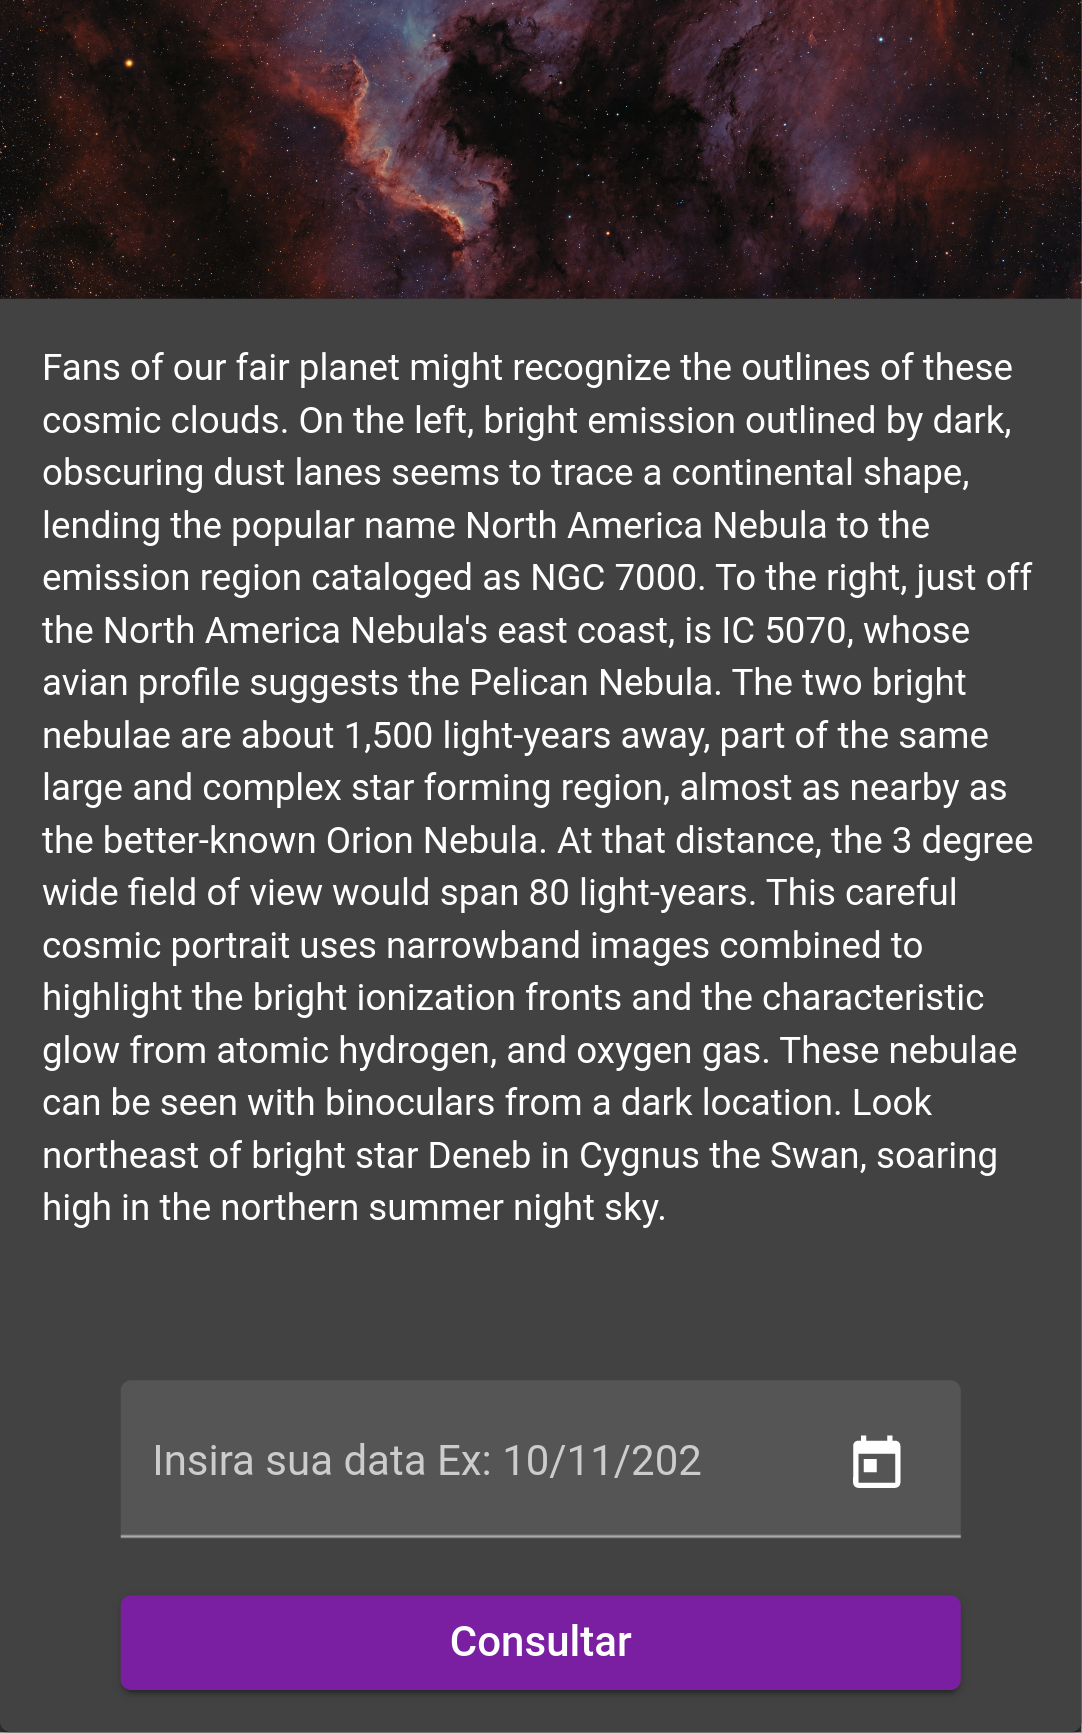 Fans of our fair planet might recognize the outlines of these
cosmic clouds. On the left, bright emission outlined by dark,
obscuring dust lanes seems to trace a continental shape,
lending the popular name North America Nebula to the
emission region cataloged as NGC 7000. To the right, just off
the North America Nebula's east coast, is IC 5070, whose
avian profile suggests the Pelican Nebula. The two bright
nebulae are about 1,500 light-years away, part of the same
large and complex star forming region, almost as nearby as
the better-known Orion Nebula. At that distance, the 3 degree
wide field of view would span 80 light-years. This careful
cosmic portrait uses narrowband images combined to
highlight the bright ionization fronts and the characteristic
glow from atomic hydrogen, and oxygen gas. These nebulae
can be seen with binoculars from a dark location. Look
northeast of bright star Deneb in Cygnus the Swan, soaring
high in the northern summer night sky.
Insira sua data Ex: 10/11/202
Consultar